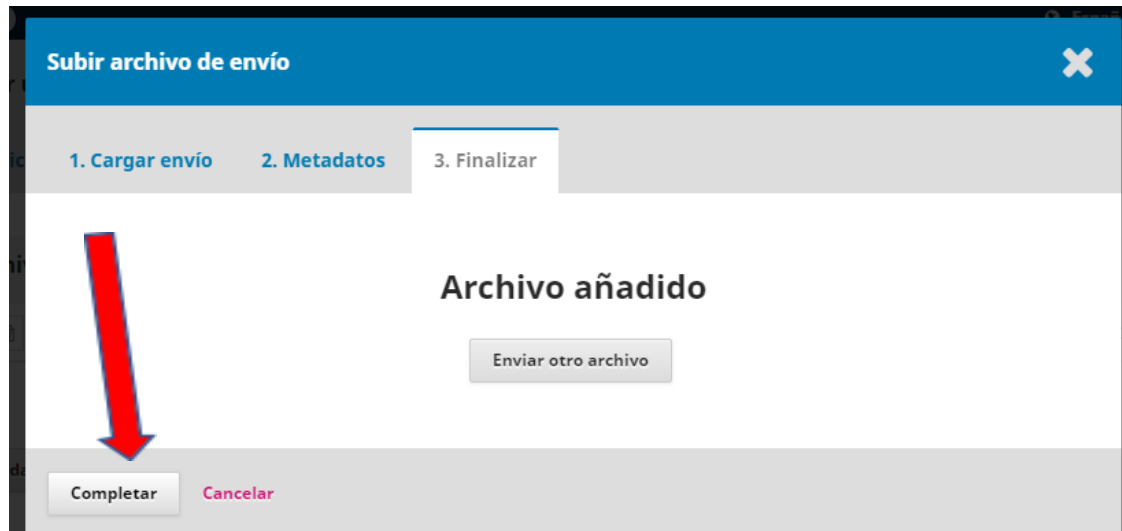 Subir archivo de envío
1. Cargar envío 2. Metadatos 3. Finalizar
Archivo añadido
Enviar otro archivo
Completar Cancelar